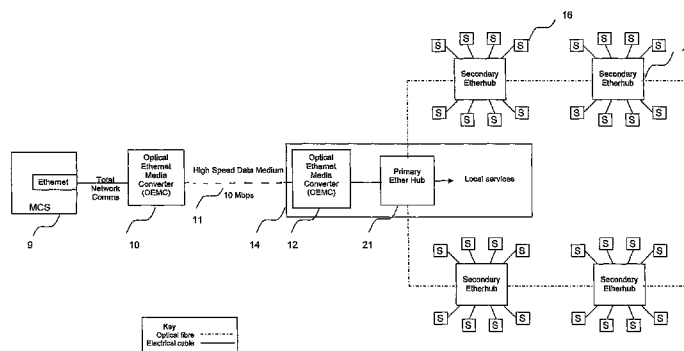 16
S S S S S S S S
Secondary
Etherhub
Secondary
Etherhub
S S S S S S S S
Ethernet
MCS
9
Total
Network
Comms
Optical
Ethernet
Media
Converter
(OEMC)
10
High Speed Data Medium
10 Mbps
11
14
Optical
Ethernet
Media
Converter
(OEMC)
12
Primary
Ether Hub
21
Local services
S S S S S S S S
Secondary
Etherhub
Secondary
Etherhub
S S S S S S S S
Key
Optical fibre
Electrical cable